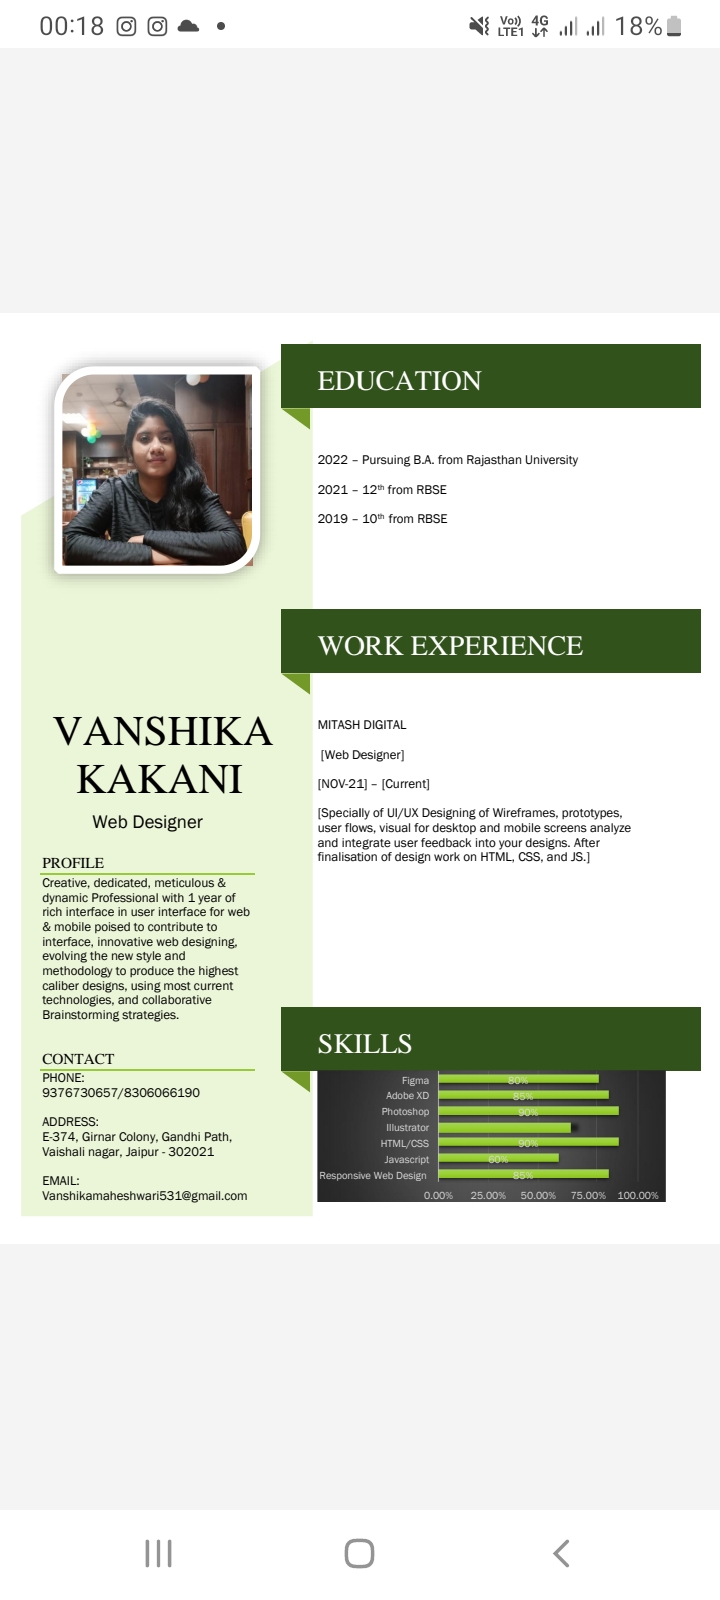 00:18
Vo))
LTE1
4G
18%
EDUCATION
2022 – Pursuing B.A. from Rajasthan University
2021 – 12th from RBSE
2019 – 10th from RBSE
WORK EXPERIENCE
MITASH DIGITAL
[Web Designer]
[NOV-21] – [Current]
[Specially of UI/UX Designing of Wireframes, prototypes,
user flows, visual for desktop and mobile screens analyze
and integrate user feedback into your designs. After
finalisation of design work on HTML, CSS, and JS.]
VANSHIKA
KAKANI
Web Designer
PROFILE
Creative, dedicated, meticulous &
dynamic Professional with 1 year of
rich interface in user interface for web
& mobile poised to contribute to
interface, innovative web designing,
evolving the new style and
methodology to produce the highest
caliber designs, using most current
technologies, and collaborative
Brainstorming strategies.
CONTACT
PHONE:
9376730657/8306066190
ADDRESS:
E-374, Girnar Colony, Gandhi Path,
Vaishali nagar, Jaipur - 302021
EMAIL:
Vanshikamaheshwari531@gmail.com
SKILLS
Figma 80%
Adobe XD 85%
Photoshop 90%
Illustrator
HTML/CSS 90%
Javascript 60%
Responsive Web Design 85%
0.00% 25.00% 50.00% 75.00% 100.00%